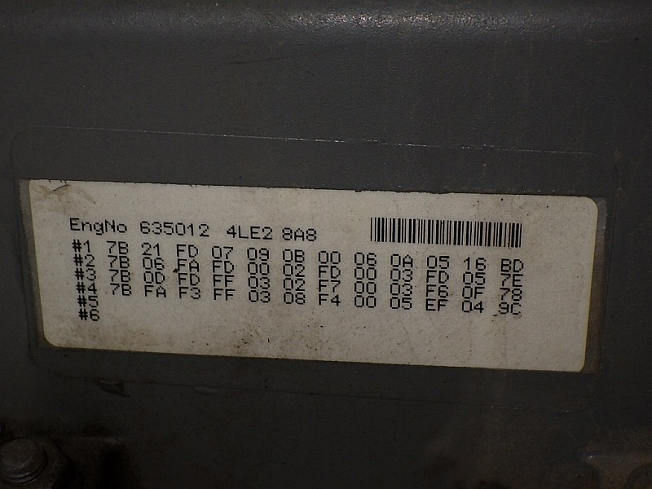 EngNo 635012 4LE2 8A8
#1 7B 21 FD 07 09 0B 00 06 0A 05 16 BD
#2 7B 06 FA FD 00 02 FD 00 03 FD 05 7E
#3 7B 0D FD FF 03 02 F7 00 03 F6 0F 78
#4 7B FA F3 FF 03 08 F4 00 05 EF 04 9C
#5
#6